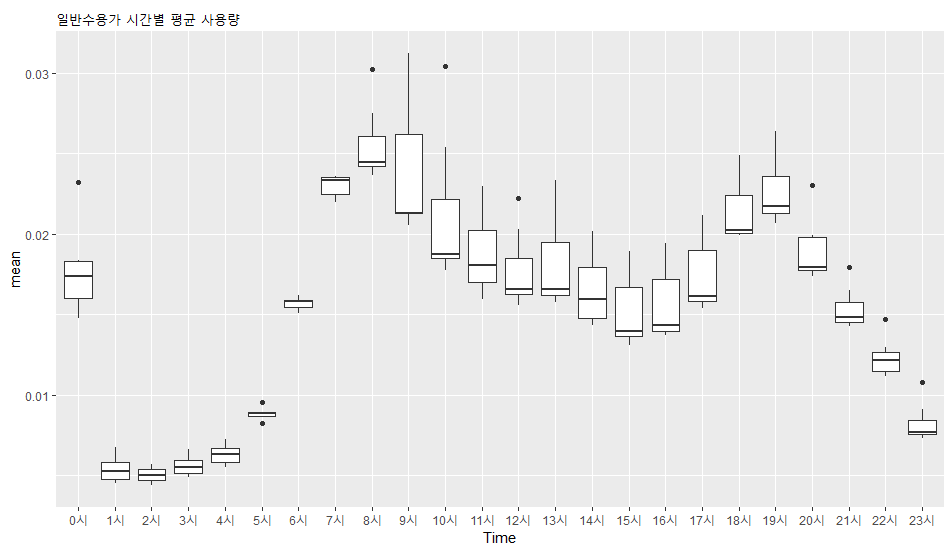 일반수용가 시간별 평균 사용량
0.03
0.02
0.01
mean
0시 1시 2시 3시 4시 5시 6시 7시 8시 9시 10시 11시 12시 13시 14시 15시 16시 17시 18시 19시 20시 21시 22시 23시
Time